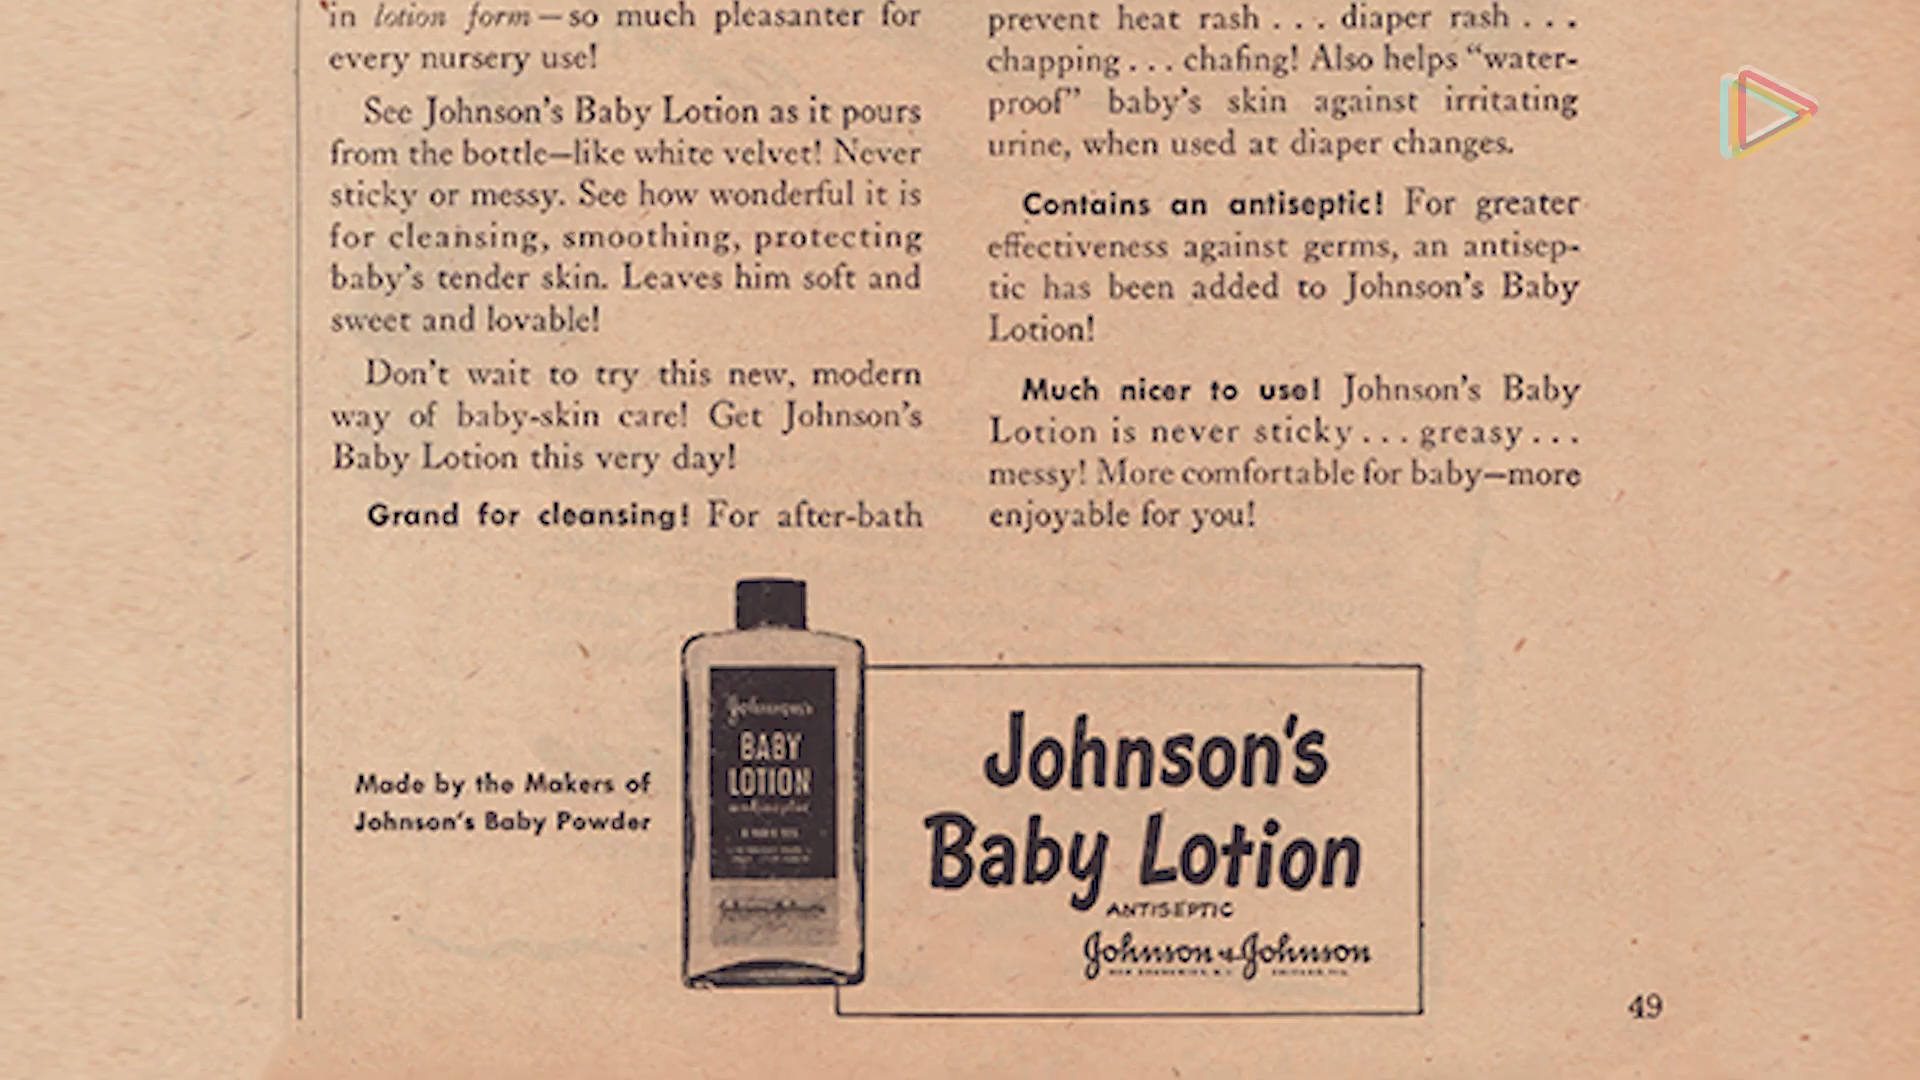 in lotion form—so much pleasanter for
every nursery use!
See Johnson's Baby Lotion as it pours
from the bottle—like white velvet! Never
sticky or messy. See how wonderful it is
for cleansing, smoothing, protecting
baby's tender skin. Leaves him soft and
sweet and lovable!
Don't wait to try this new, modern
way of baby-skin care! Get Johnson's
Baby Lotion this very day!
Grand for cleansing! For after-bath
prevent heat rash . . . diaper rash . . .
chapping . . . chafing! Also helps "water-
proof" baby's skin against irritating
urine, when used at diaper changes.
Contains an antiseptic! For greater
effectiveness against germs, an antisep-
tic has been added to Johnson's Baby
Lotion!
Much nicer to use! Johnson's Baby
Lotion is never sticky . . . greasy . . .
messy! More comfortable for baby—more
enjoyable for you!
Made by the Makers of
Johnson's Baby Powder
Johnson's
BABY
LOTION
antiseptic
Johnson & Johnson
Johnson's
Baby Lotion
ANTISEPTIC
Johnson & Johnson
49